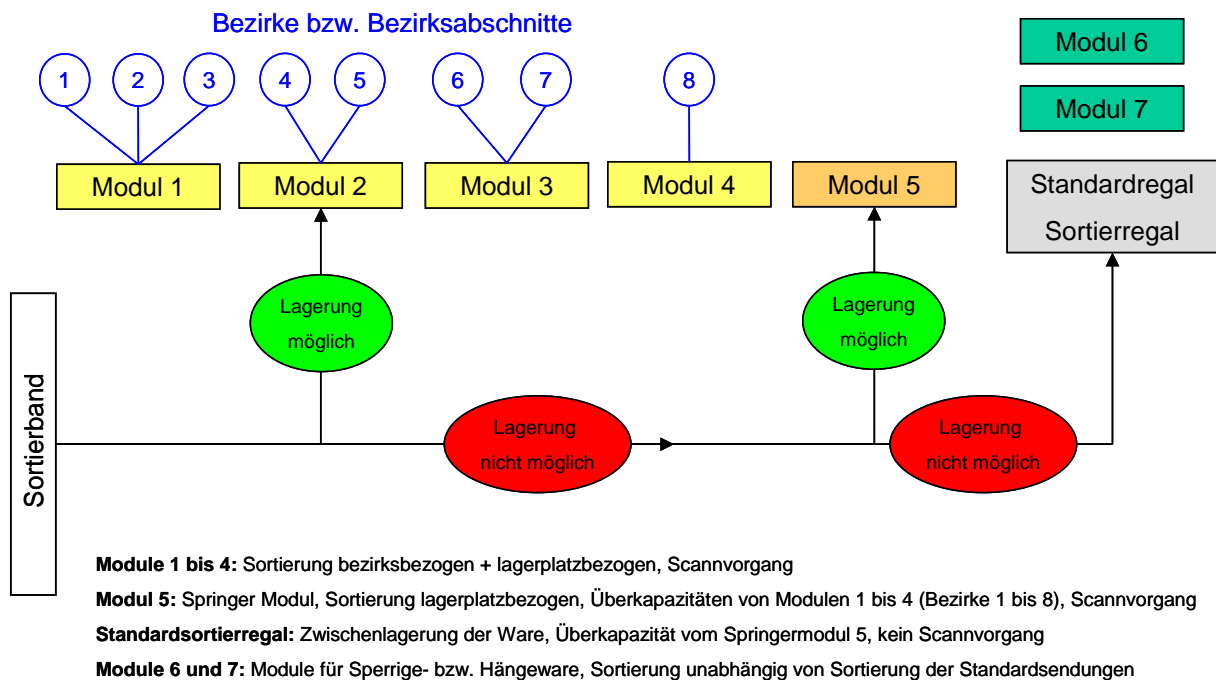 Bezirke bzw. Bezirksabschnitte
1
2
3
4
5
6
7
8
Modul 6
Modul 7
Modul 1
Modul 2
Modul 3
Modul 4
Modul 5
Standardregal
Sortierregal
Lagerung
möglich
Lagerung
möglich
Sortierband
Lagerung
nicht möglich
Lagerung
nicht möglich
Module 1 bis 4: Sortierung bezirksbezogen + lagerplatzbezogen, Scannvorgang
Modul 5: Springer Modul, Sortierung lagerplatzbezogen, Überkapazitäten von Modulen 1 bis 4 (Bezirke 1 bis 8), Scannvorgang
Standardsortierregal: Zwischenlagerung der Ware, Überkapazität vom Springermodul 5, kein Scannvorgang
Module 6 und 7: Module für Sperrige- bzw. Hängeware, Sortierung unabhängig von Sortierung der Standardsendungen